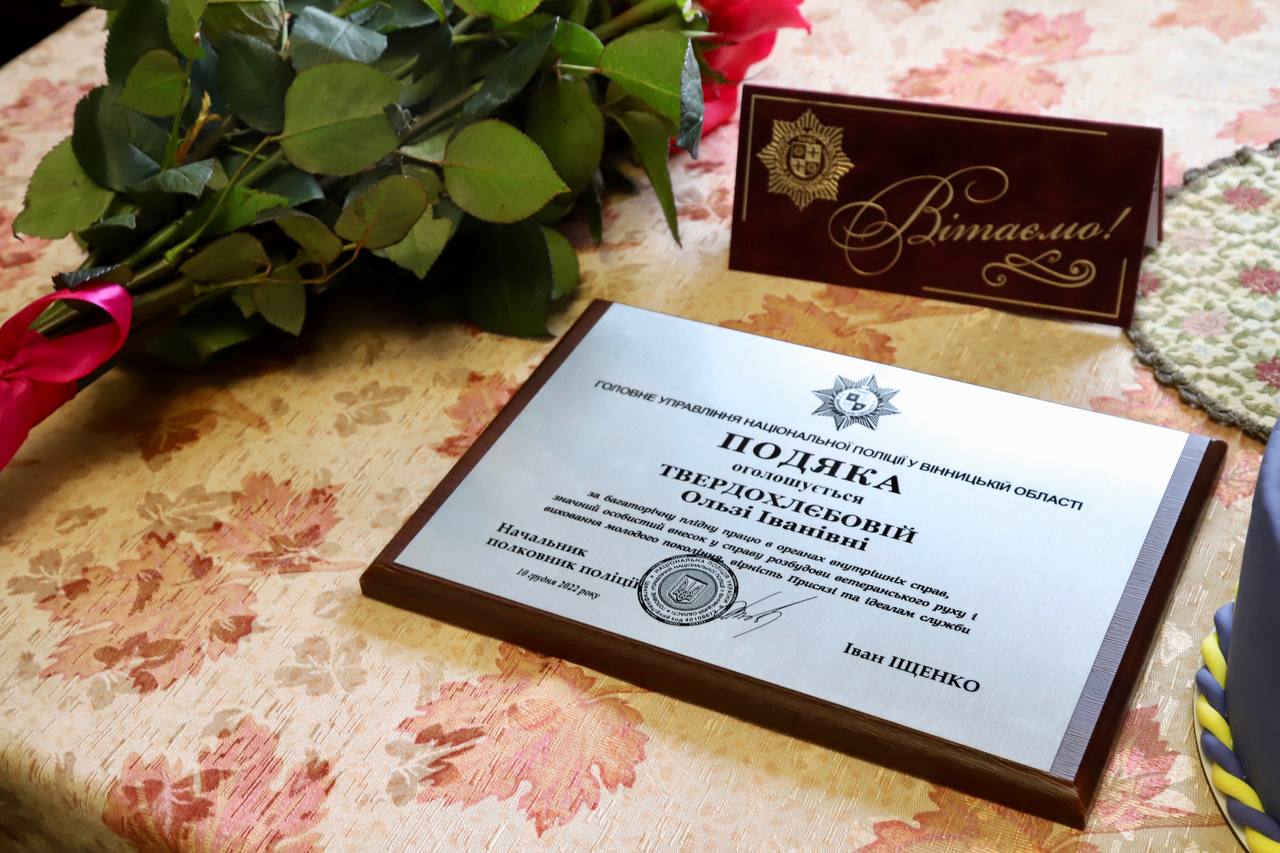 Вітаємо!
ГОЛОВНЕ УПРАВЛІННЯ НАЦІОНАЛЬНОЇ ПОЛІЦІЇ У ВІННИЦЬКІЙ ОБЛАСТІ
ПОДЯКА
оголошується
ТВЕРДОХЛЄБОВІЙ
Ользі Іванівні
за багаторічну плідну працю в органах внутрішніх справ,
значний особистий внесок у справу розбудови ветеранського руху і
виховання молодого покоління, вірність Присязі та ідеалам служби
Начальник
полковник поліції
10 грудня 2022 року
Іван ІЩЕНКО